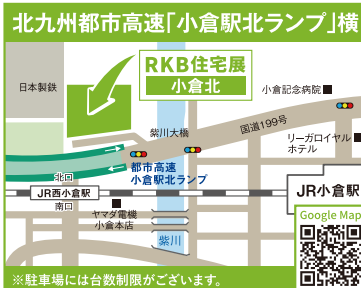 北九州都市高速「小倉駅北ランプ」横
RKB住宅展
小倉北
日本製鉄
小倉記念病院
紫川大橋
国道199号
リーガロイヤル
ホテル
都市高速
小倉駅北ランプ
北口
JR西小倉駅
南口
JR小倉駅
ヤマダ電機
小倉本店
紫川
Google Map
※駐車場には台数制限がございます。